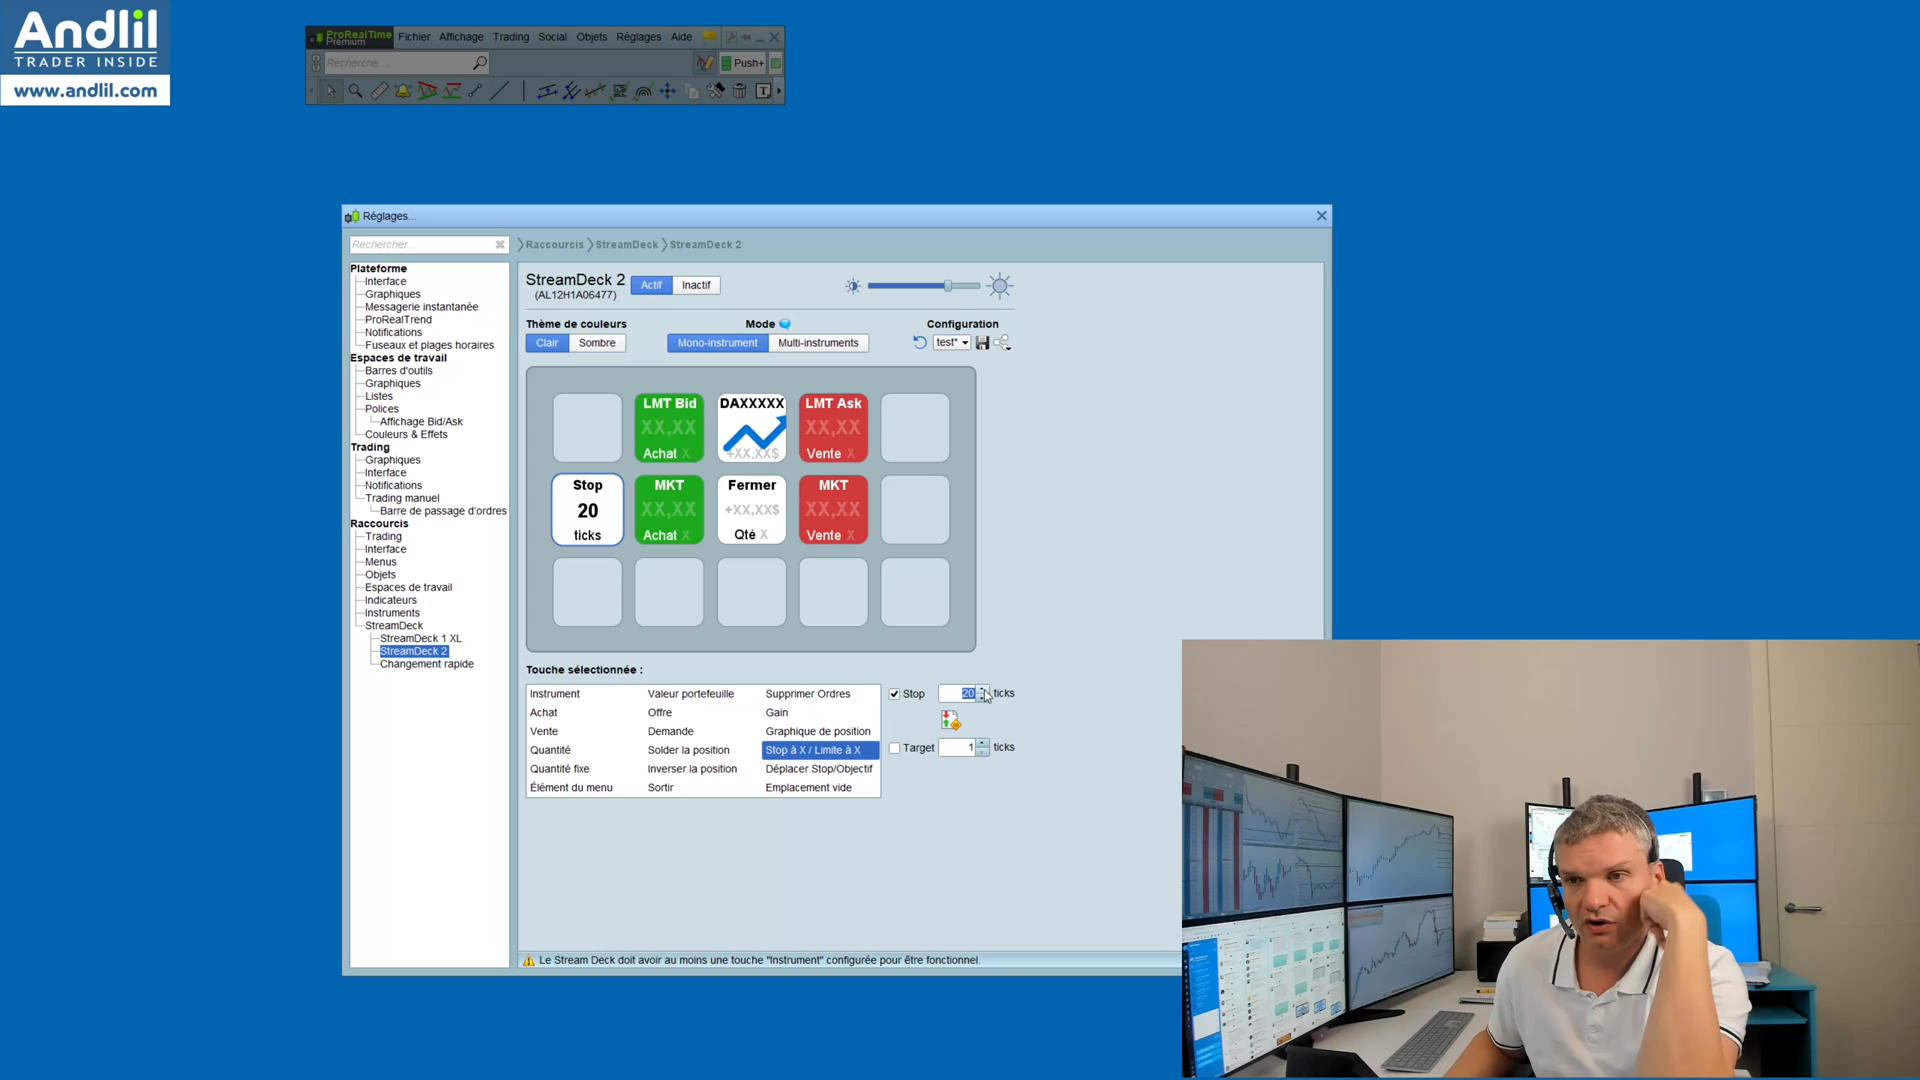 Andlil
TRADER INSIDE
www.andlil.com
ProRealTime
Premium
Fichier Affichage Trading Social Objets Réglages Aide
Recherche...
Push+
Réglages...
Rechercher...
Raccourcis StreamDeck StreamDeck 2
Plateforme
Interface
Graphiques
Messagerie instantanée
ProRealTrend
Notifications
Fuseaux et plages horaires
Espaces de travail
Barres d'outils
Graphiques
Listes
Polices
Affichage Bid/Ask
Couleurs & Effets
Trading
Graphiques
Interface
Notifications
Trading manuel
Barre de passage d'ordres
Raccourcis
Trading
Interface
Menus
Objets
Espaces de travail
Indicateurs
Instruments
StreamDeck
StreamDeck 1 XL
StreamDeck 2
Changement rapide
StreamDeck 2
(AL12H1A06477)
Actif Inactif
Thème de couleurs Mode Configuration
Clair Sombre Mono-instrument Multi-instruments test*
LMT Bid
XX,XX
Achat X
DAXXXXX
+XX,XX$
LMT Ask
XX,XX
Vente X
Stop
20
ticks
MKT
XX,XX
Achat X
Fermer
+XX,XX$
Qté X
MKT
XX,XX
Vente X
Touche sélectionnée :
Instrument Valeur portefeuille Supprimer Ordres
Achat Offre Gain
Vente Demande Graphique de position
Quantité Solder la position Stop à X / Limite à X
Quantité fixe Inverser la position Déplacer Stop/Objectif
Élément du menu Sortir Emplacement vide
Stop 20 ticks
Target 1 ticks
Le Stream Deck doit avoir au moins une touche "Instrument" configurée pour être fonctionnel.